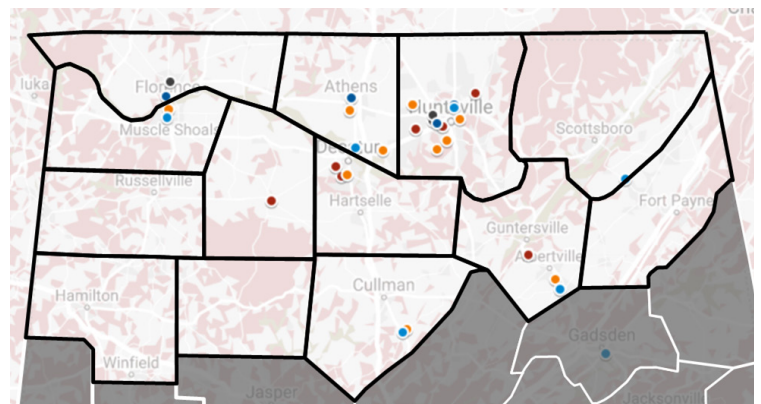 Iuka
Florence
Athens
Huntsville
Muscle Shoals
Decatur
Scottsboro
Russellville
Hartselle
Fort Payne
Guntersville
Albertville
Cullman
Hamilton
Gadsden
Winfield
Jasper
Jacksonville